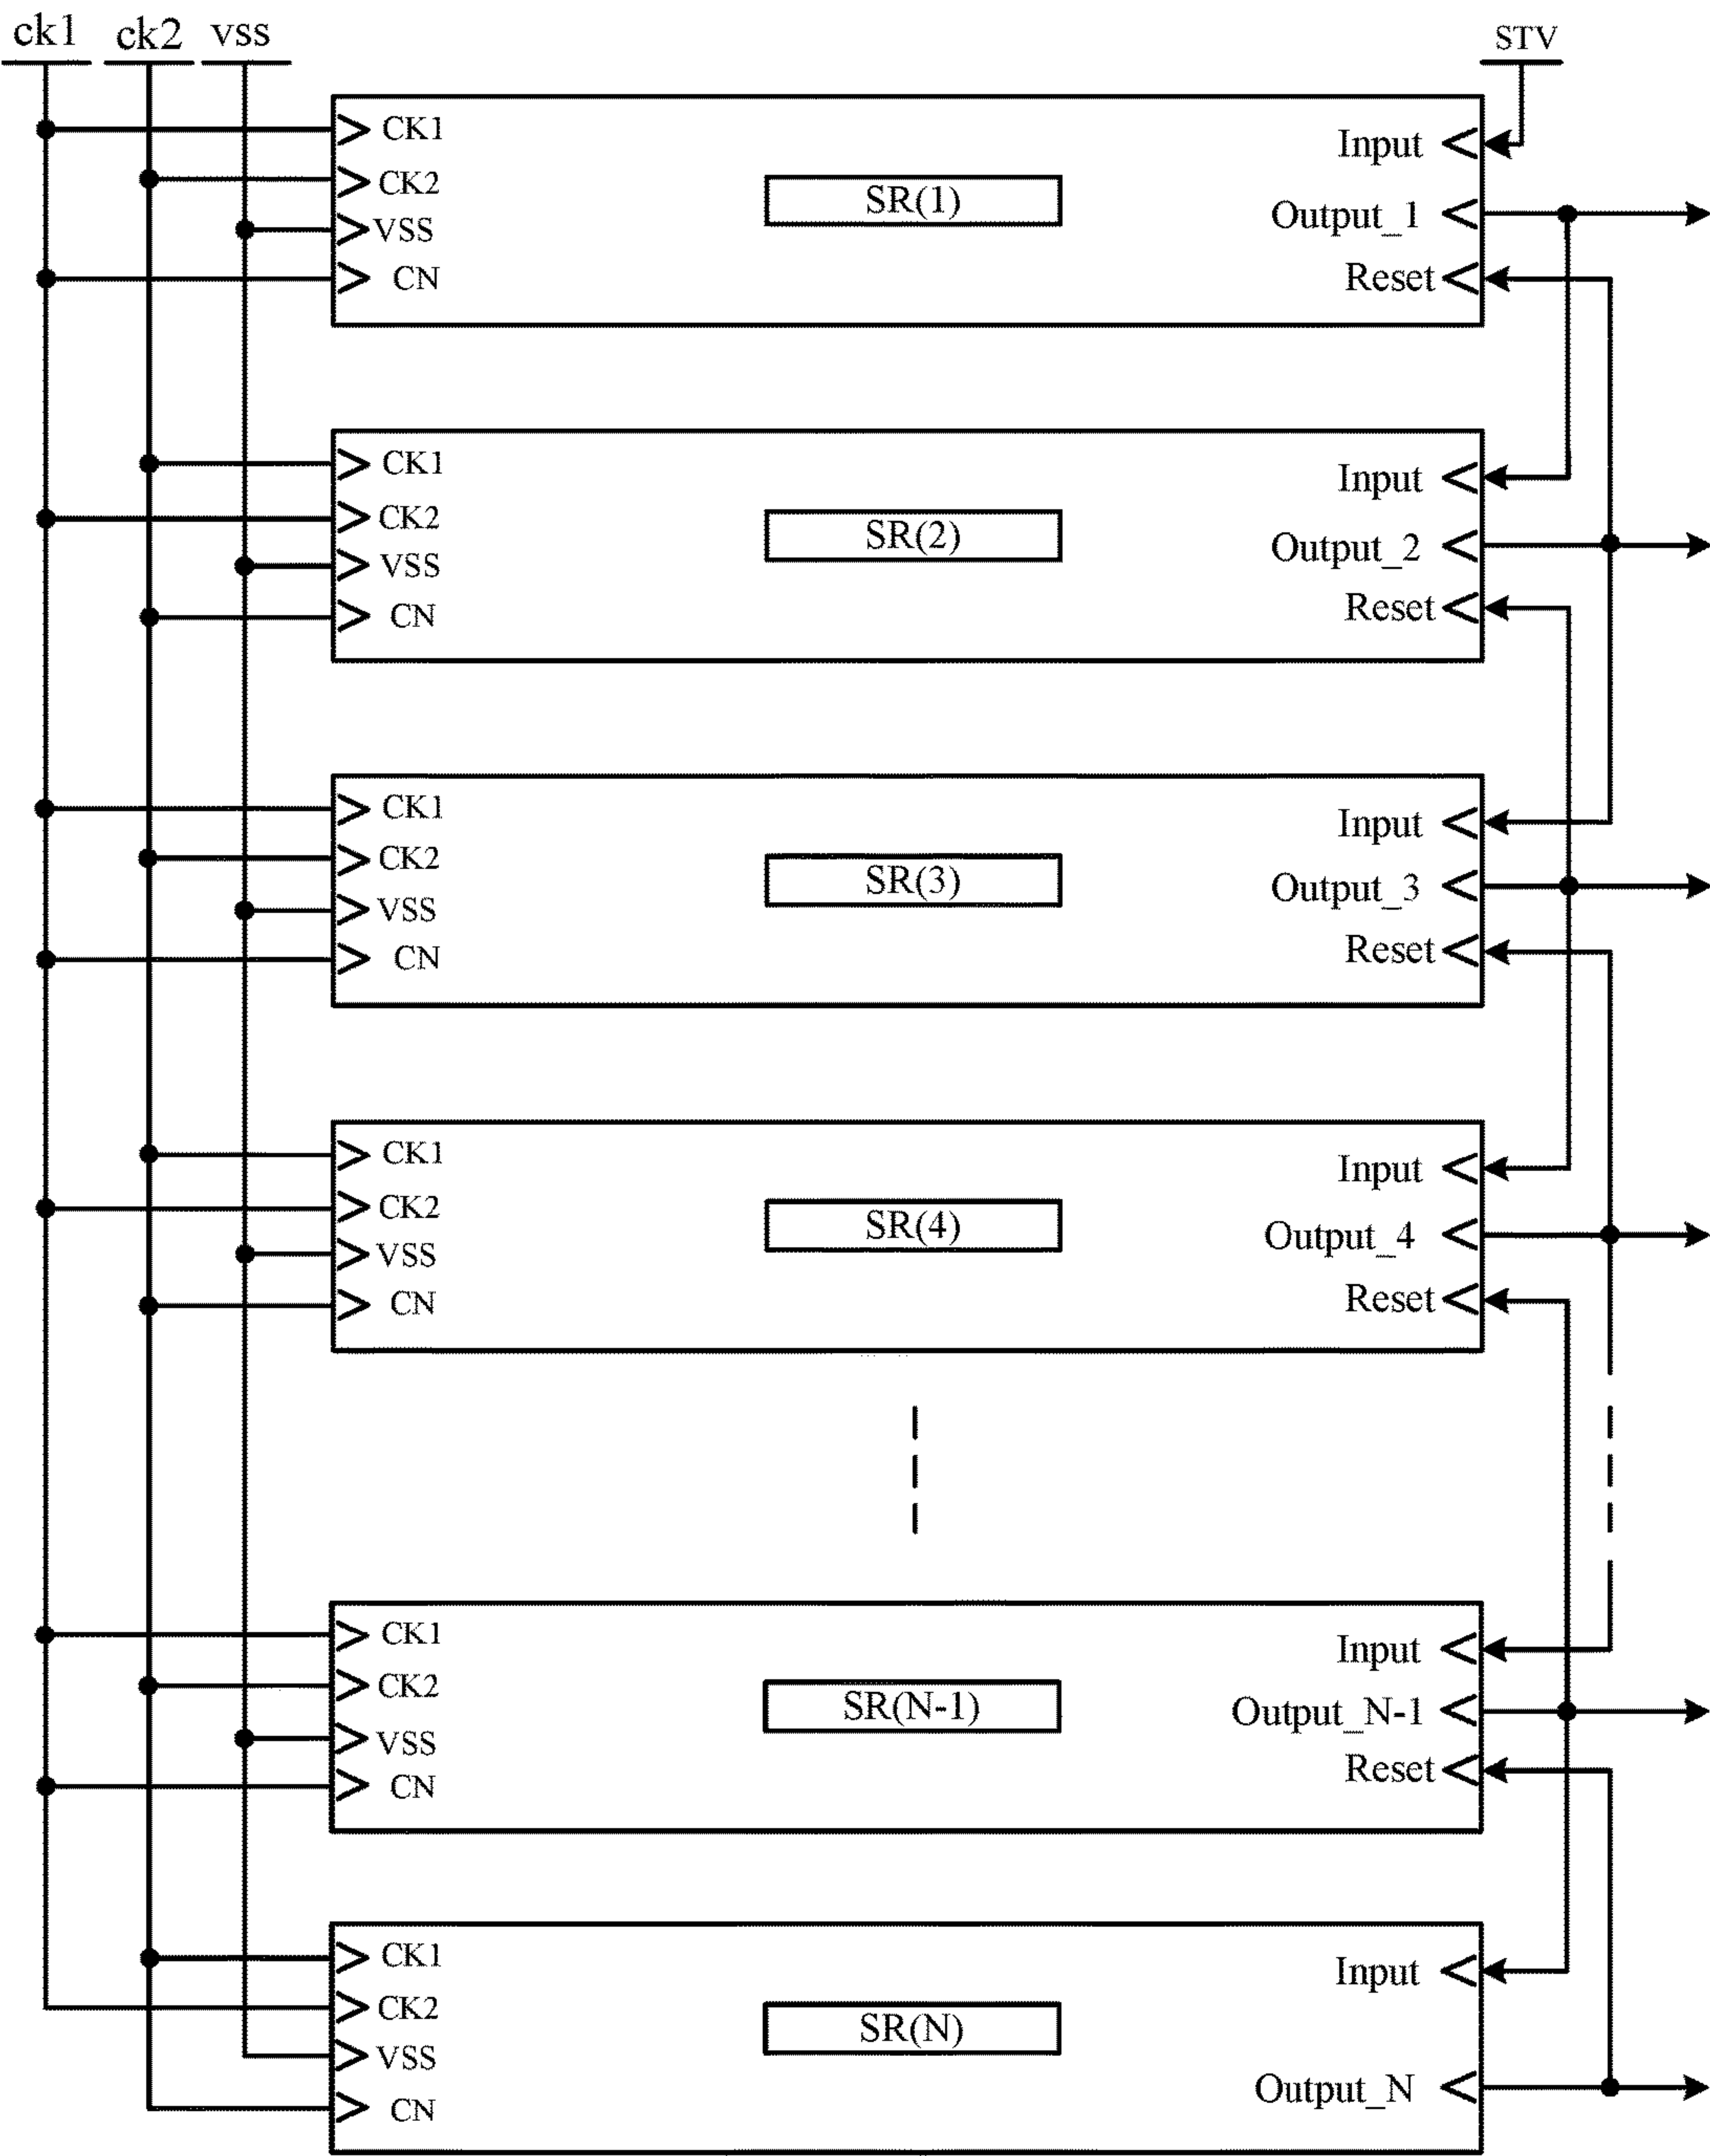 ck1 ck2 vss STV
CK1
CK2
VSS
CN
SR(1)
Input
Output_1
Reset
CK1
CK2
VSS
CN
SR(2)
Input
Output_2
Reset
CK1
CK2
VSS
CN
SR(3)
Input
Output_3
Reset
CK1
CK2
VSS
CN
SR(4)
Input
Output_4
Reset
CK1
CK2
VSS
CN
SR(N-1)
Input
Output_N-1
Reset
CK1
CK2
VSS
CN
SR(N)
Input
Output_N